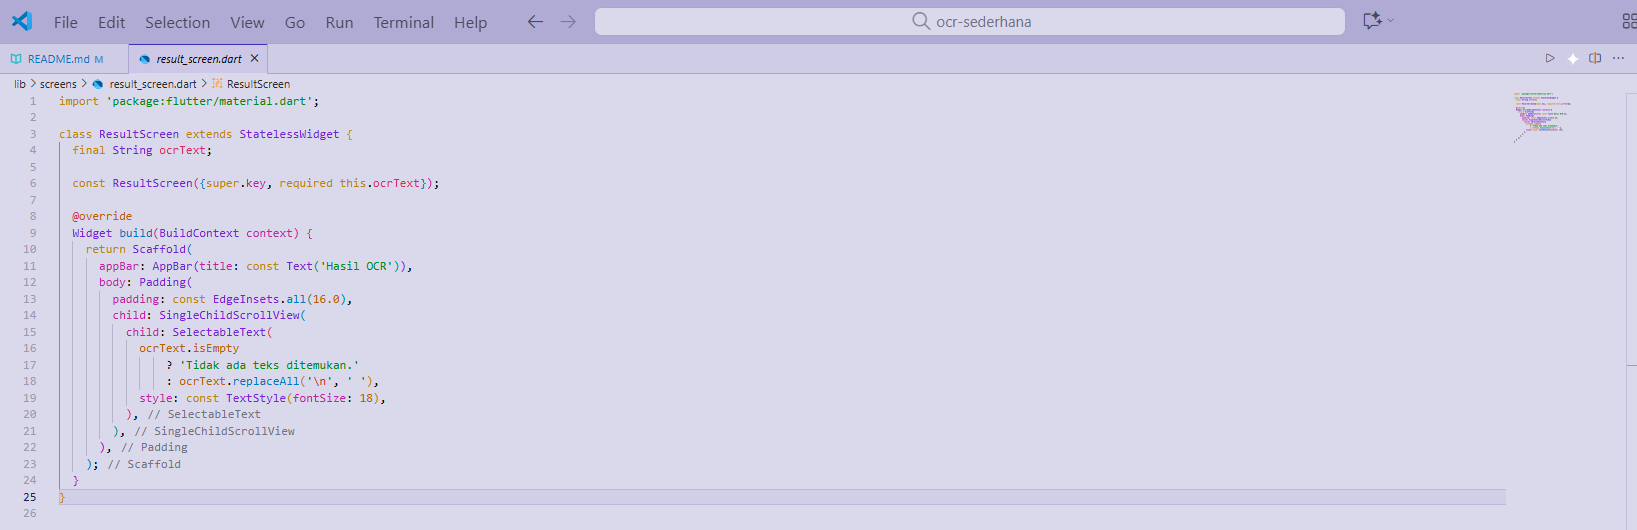 File Edit Selection View Go Run Terminal Help ocr-sederhana
README.md M result_screen.dart
lib > screens > result_screen.dart > ResultScreen
1 import 'package:flutter/material.dart';
2
3 class ResultScreen extends StatelessWidget {
4 final String ocrText;
5
6 const ResultScreen({super.key, required this.ocrText});
7
8 @override
9 Widget build(BuildContext context) {
10 return Scaffold(
11 appBar: AppBar(title: const Text('Hasil OCR')),
12 body: Padding(
13 padding: const EdgeInsets.all(16.0),
14 child: SingleChildScrollView(
15 child: SelectableText(
16 ocrText.isEmpty
17 ? 'Tidak ada teks ditemukan.'
18 : ocrText.replaceAll('\n', ' '),
19 style: const TextStyle(fontSize: 18),
20 ), // SelectableText
21 ), // SingleChildScrollView
22 ), // Padding
23 ); // Scaffold
24 }
25 }
26